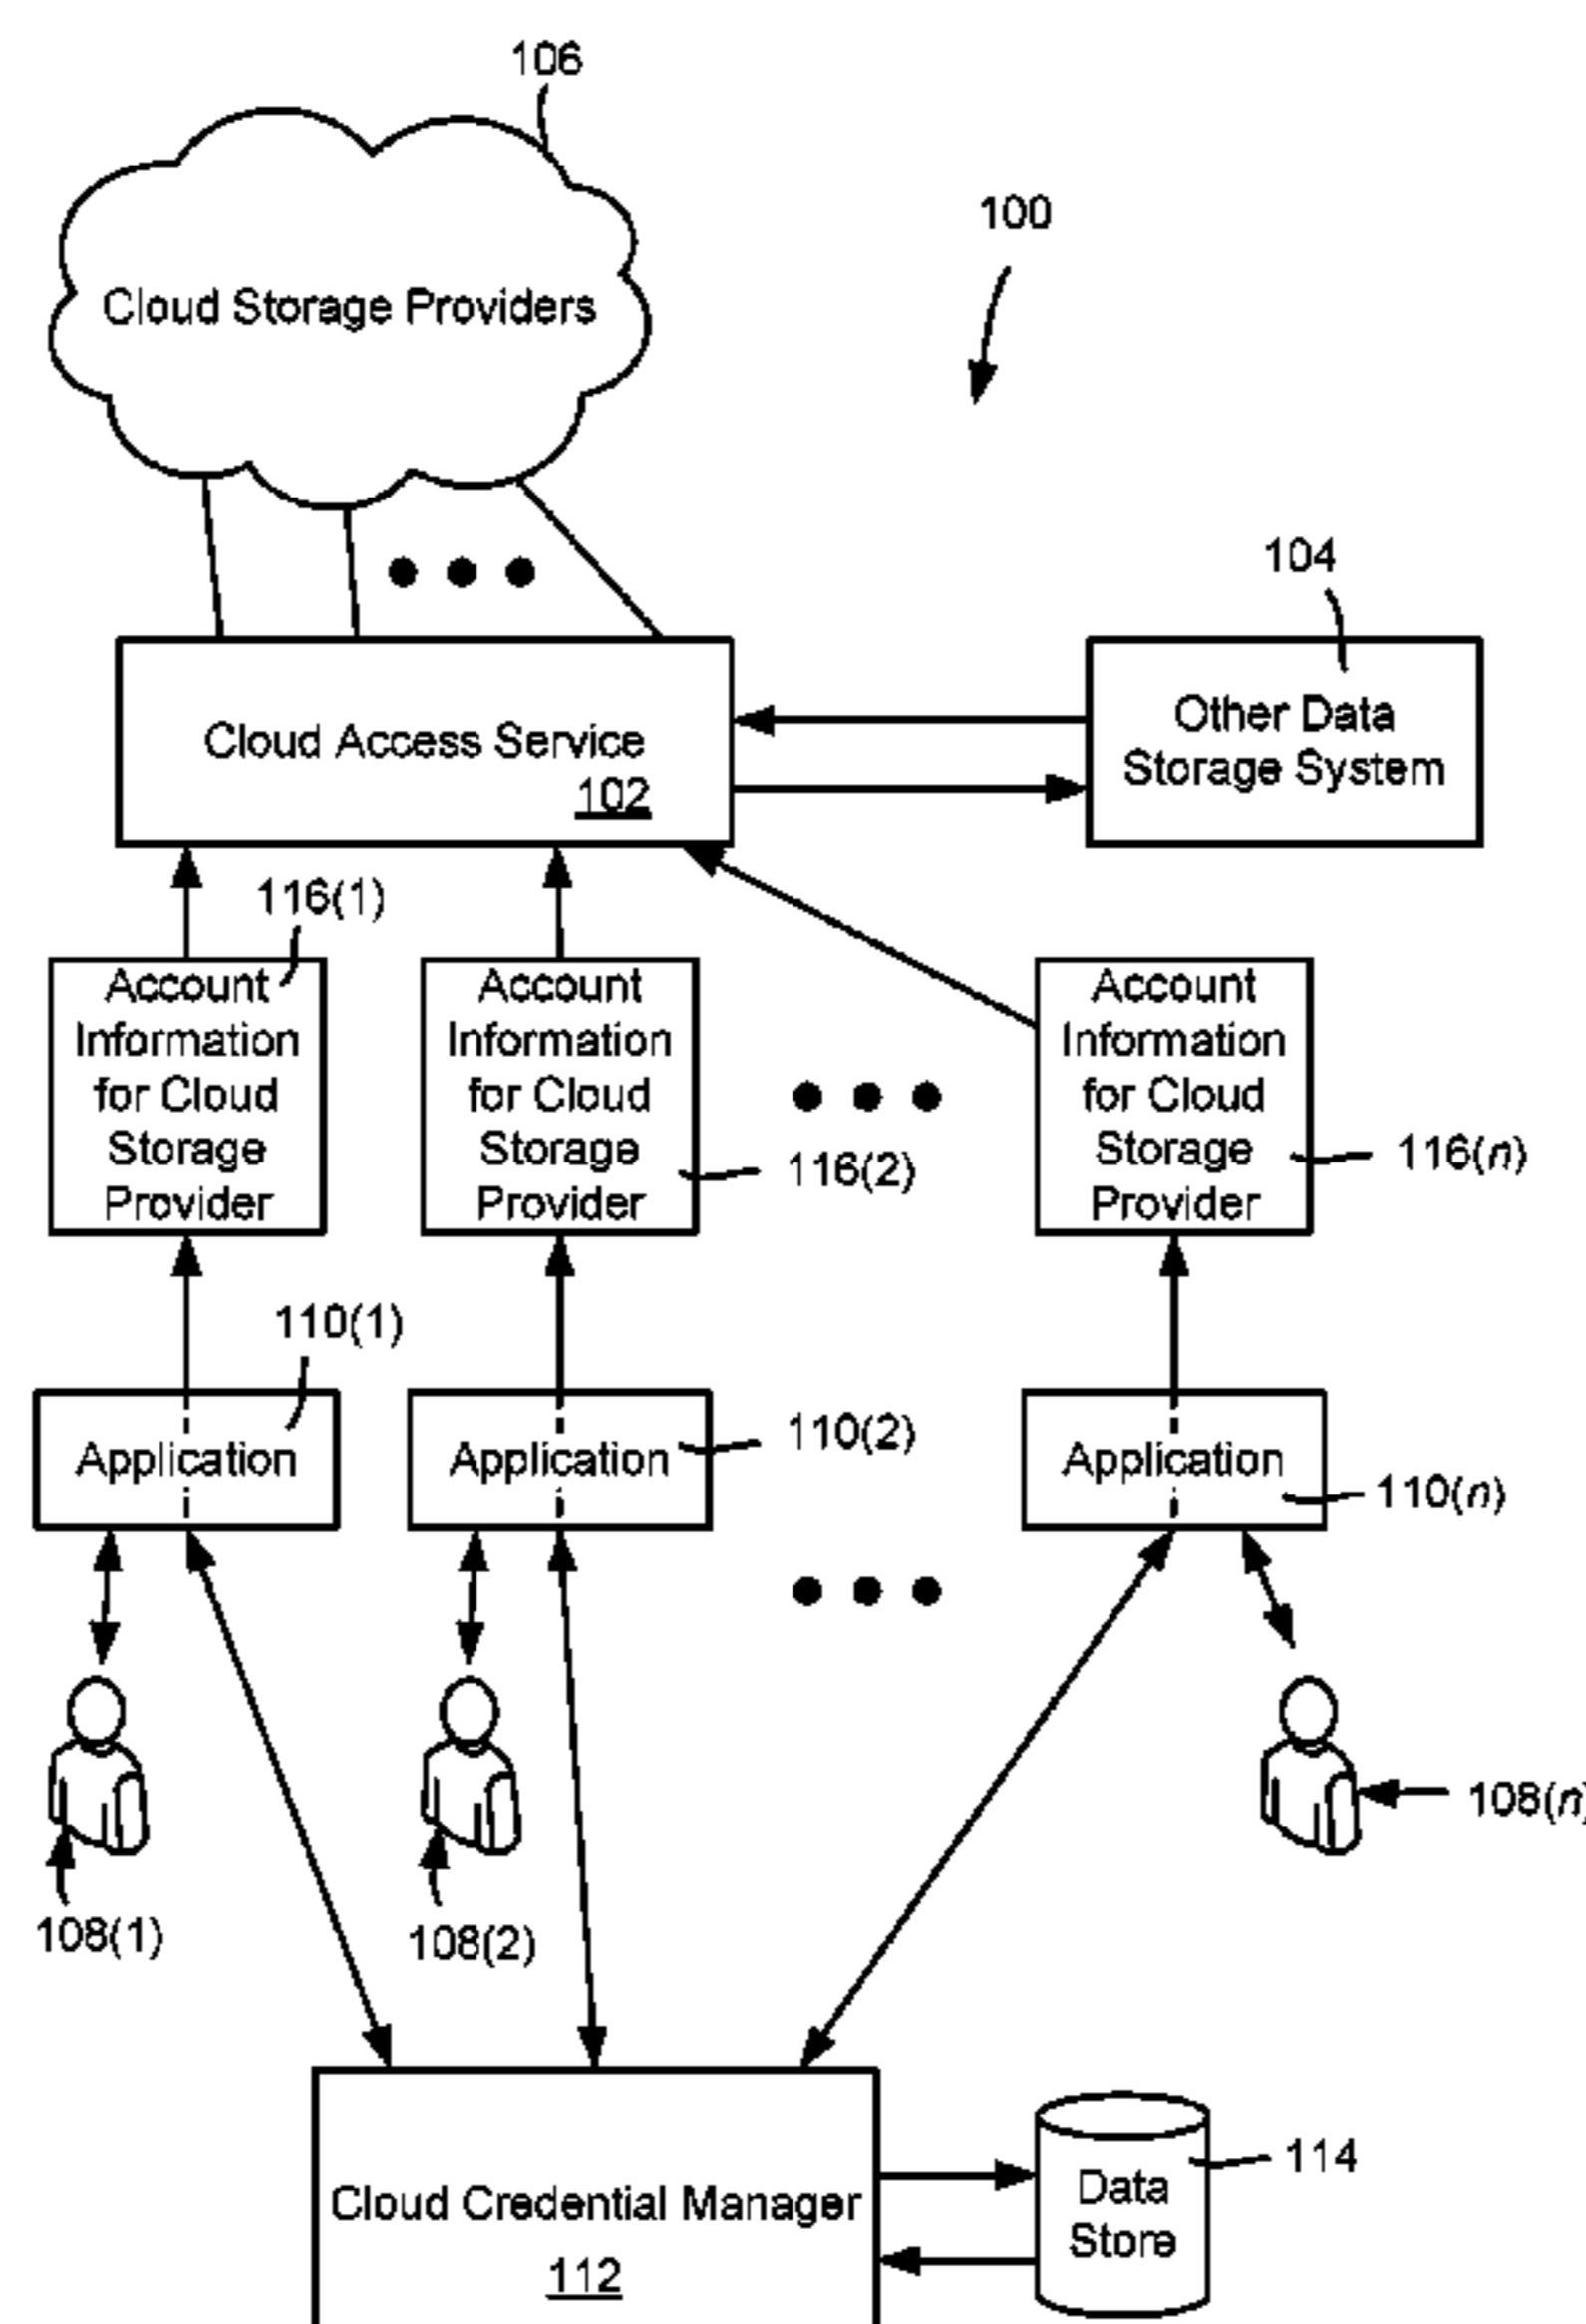 106
100
Cloud Storage Providers
104
Other Data
Storage System
Cloud Access Service
102
116(1)
Account
Information
for Cloud
Storage
Provider
Account
Information
for Cloud
Storage
Provider
116(2)
Account
Information
for Cloud
Storage
Provider
116(n)
110(1)
Application
Application
110(2)
Application
110(n)
108(1)
108(2)
108(n)
Cloud Credential Manager
112
Data
Store
114